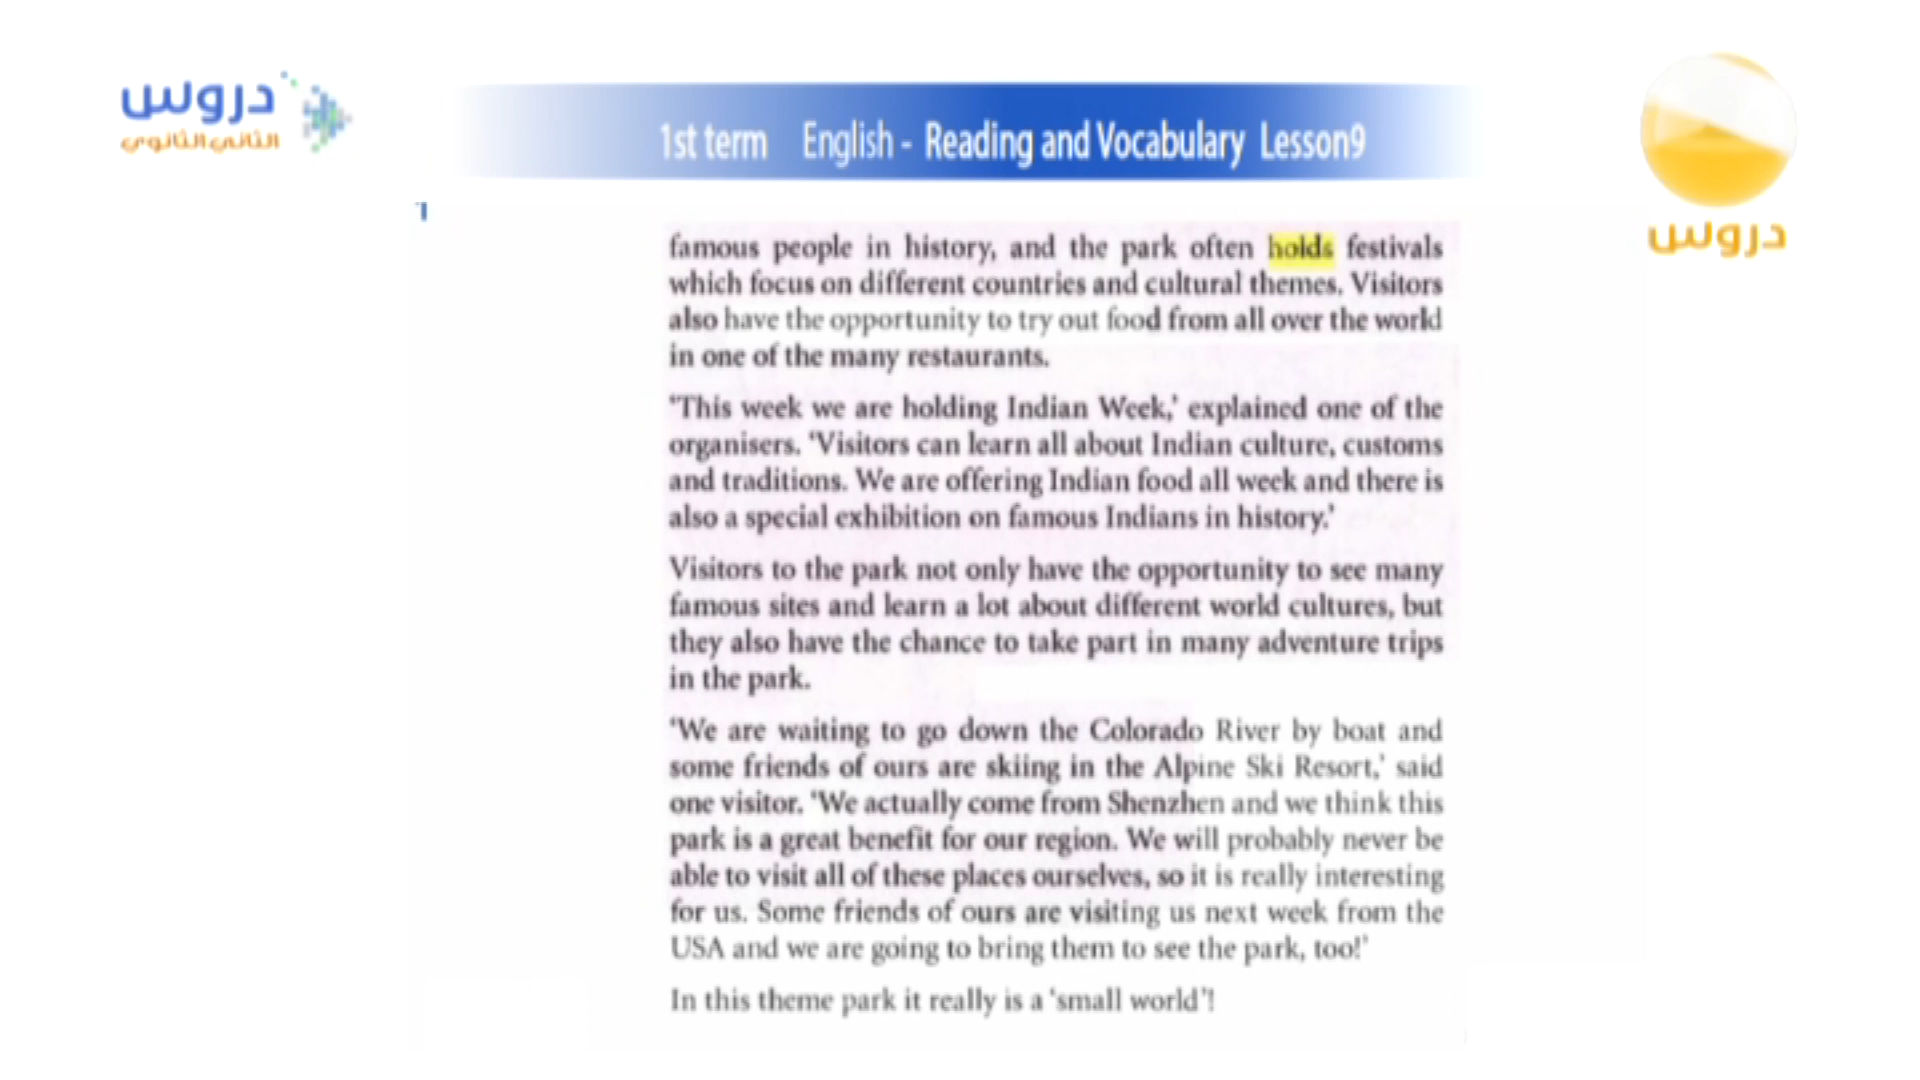 دروس
الثاني الثانوي
1st term English - Reading and Vocabulary Lesson9
دروس
1
famous people in history, and the park often holds festivals
which focus on different countries and cultural themes. Visitors
also have the opportunity to try out food from all over the world
in one of the many restaurants.
'This week we are holding Indian Week,' explained one of the
organisers. 'Visitors can learn all about Indian culture, customs
and traditions. We are offering Indian food all week and there is
also a special exhibition on famous Indians in history.'
Visitors to the park not only have the opportunity to see many
famous sites and learn a lot about different world cultures, but
they also have the chance to take part in many adventure trips
in the park.
'We are waiting to go down the Colorado River by boat and
some friends of ours are skiing in the Alpine Ski Resort,' said
one visitor. 'We actually come from Shenzhen and we think this
park is a great benefit for our region. We will probably never be
able to visit all of these places ourselves, so it is really interesting
for us. Some friends of ours are visiting us next week from the
USA and we are going to bring them to see the park, too!'
In this theme park it really is a 'small world'!